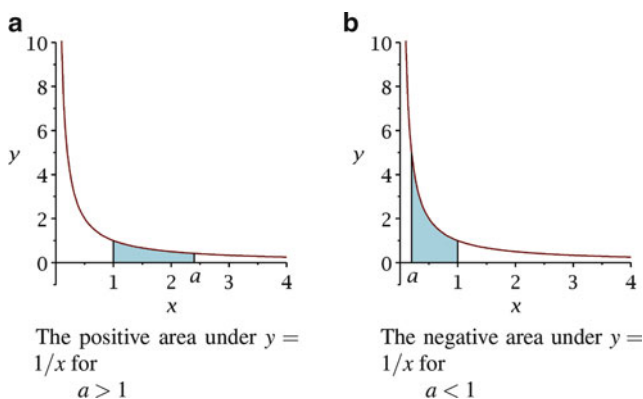 a
10
8
6
y
4
2
0
1
2
a
3
4
x
The positive area under y =
1/x for
a > 1
b
10
8
6
y
4
2
0
a
1
2
3
4
x
The negative area under y =
1/x for
a < 1